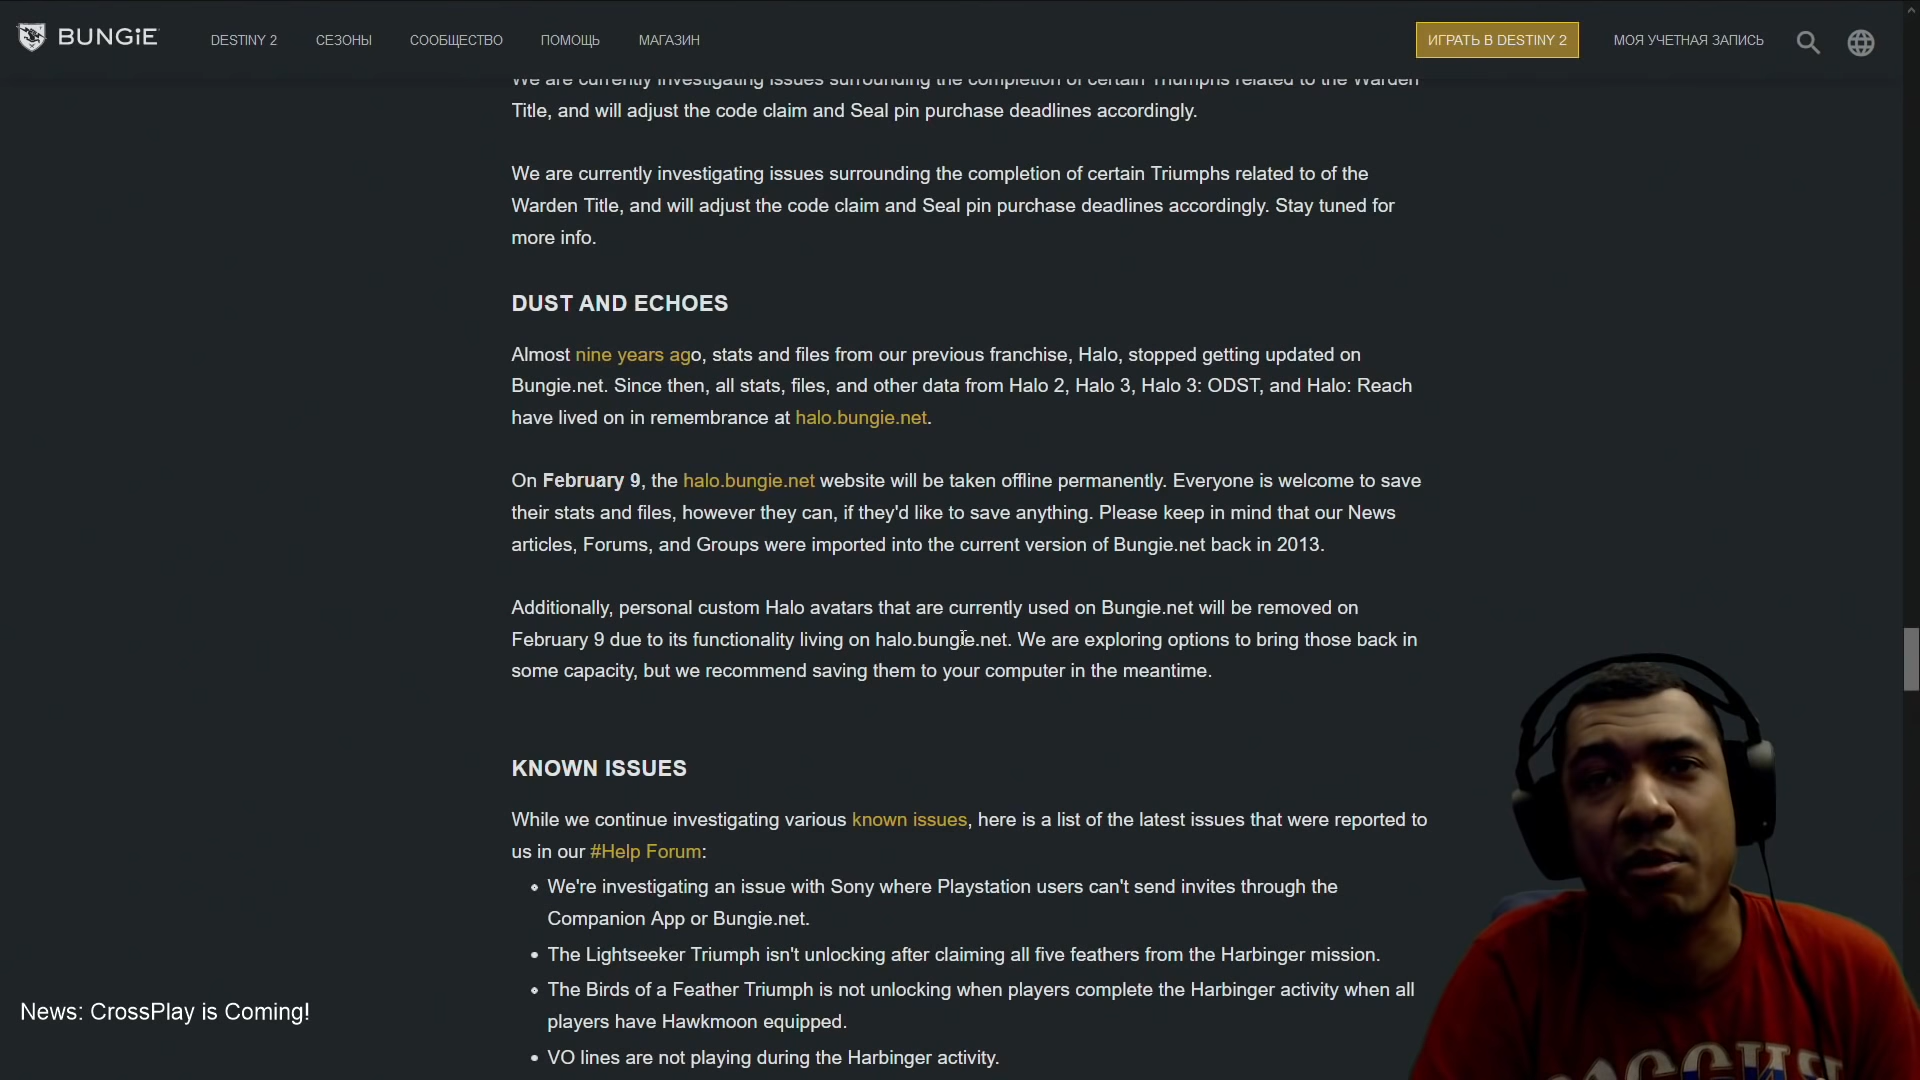 BUNGiE
DESTINY 2
СЕЗОНЫ
СООБЩЕСТВО
ПОМОЩЬ
МАГАЗИН
ИГРАТЬ В DESTINY 2
МОЯ УЧЕТНАЯ ЗАПИСЬ
We are currently investigating issues surrounding the completion of certain Triumphs related to the Warden
Title, and will adjust the code claim and Seal pin purchase deadlines accordingly.
We are currently investigating issues surrounding the completion of certain Triumphs related to of the
Warden Title, and will adjust the code claim and Seal pin purchase deadlines accordingly. Stay tuned for
more info.
DUST AND ECHOES
Almost nine years ago, stats and files from our previous franchise, Halo, stopped getting updated on
Bungie.net. Since then, all stats, files, and other data from Halo 2, Halo 3, Halo 3: ODST, and Halo: Reach
have lived on in remembrance at halo.bungie.net.
On February 9, the halo.bungie.net website will be taken offline permanently. Everyone is welcome to save
their stats and files, however they can, if they'd like to save anything. Please keep in mind that our News
articles, Forums, and Groups were imported into the current version of Bungie.net back in 2013.
Additionally, personal custom Halo avatars that are currently used on Bungie.net will be removed on
February 9 due to its functionality living on halo.bungie.net. We are exploring options to bring those back in
some capacity, but we recommend saving them to your computer in the meantime.
KNOWN ISSUES
While we continue investigating various known issues, here is a list of the latest issues that were reported to
us in our #Help Forum:
• We're investigating an issue with Sony where Playstation users can't send invites through the
Companion App or Bungie.net.
• The Lightseeker Triumph isn't unlocking after claiming all five feathers from the Harbinger mission.
• The Birds of a Feather Triumph is not unlocking when players complete the Harbinger activity when all
players have Hawkmoon equipped.
• VO lines are not playing during the Harbinger activity.
News: CrossPlay is Coming!
РОССИЯ